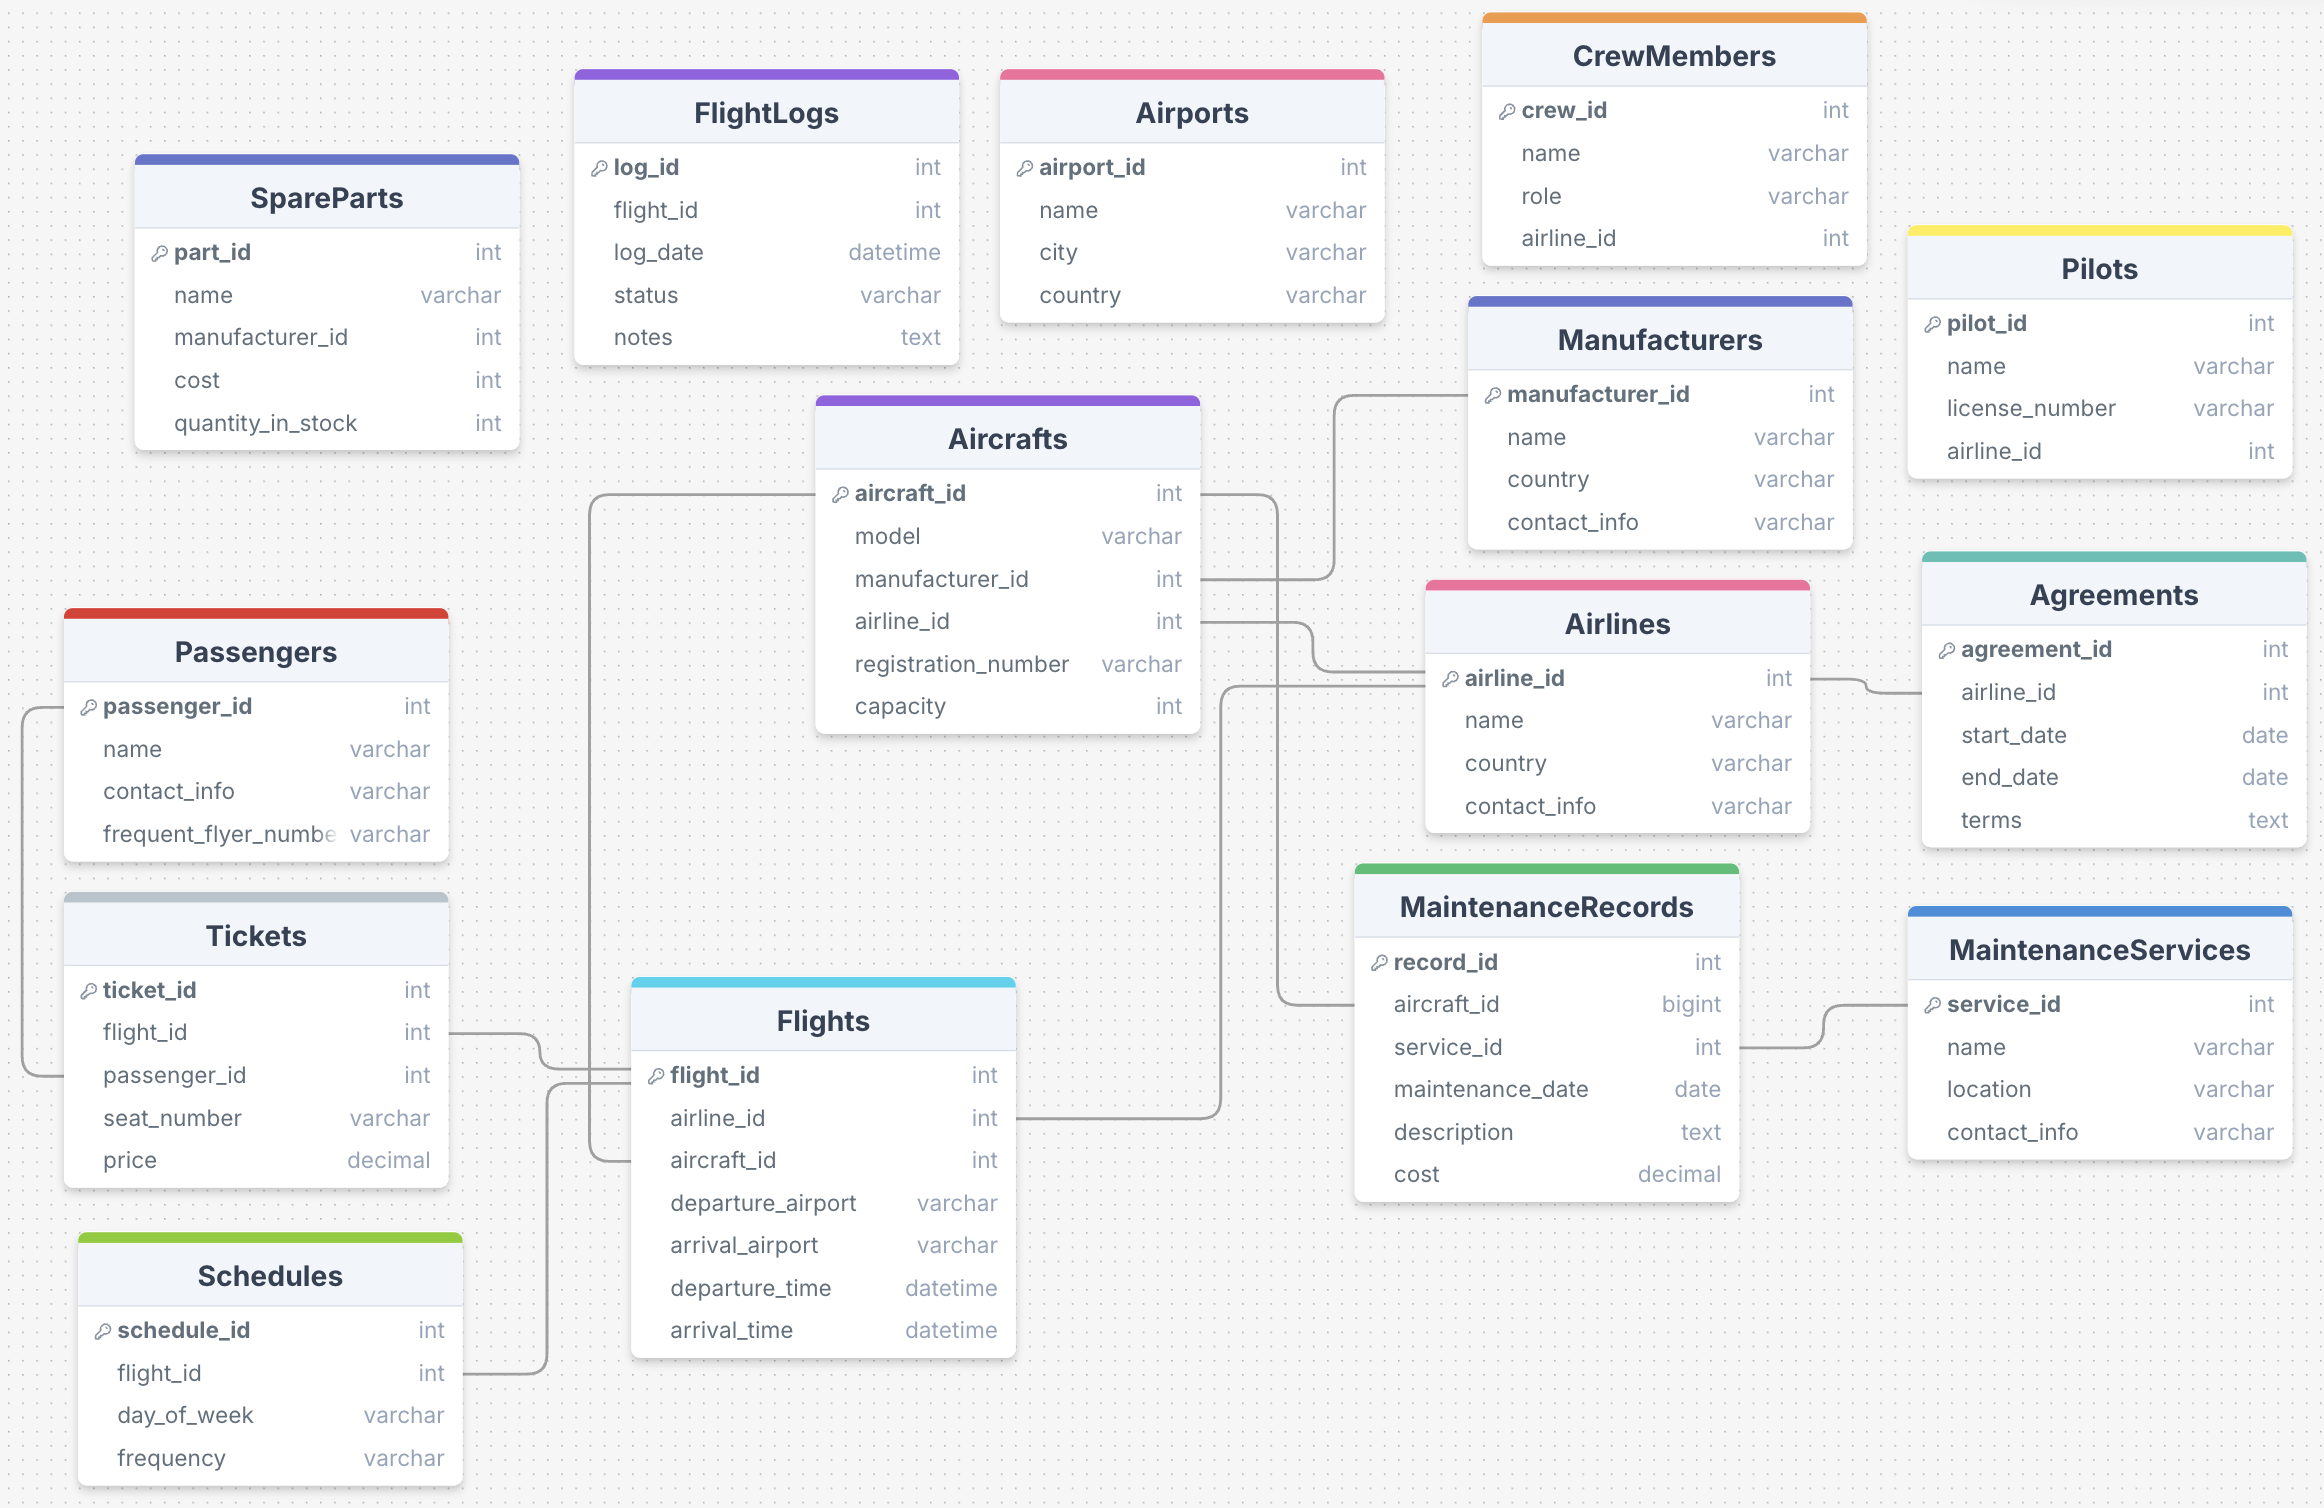 CrewMembers
crew_id int
name varchar
role varchar
airline_id int
FlightLogs
log_id int
flight_id int
log_date datetime
status varchar
notes text
Airports
airport_id int
name varchar
city varchar
country varchar
SpareParts
part_id int
name varchar
manufacturer_id int
cost int
quantity_in_stock int
Pilots
pilot_id int
name varchar
license_number varchar
airline_id int
Manufacturers
manufacturer_id int
name varchar
country varchar
contact_info varchar
Aircrafts
aircraft_id int
model varchar
manufacturer_id int
airline_id int
registration_number varchar
capacity int
Airlines
airline_id int
name varchar
country varchar
contact_info varchar
Agreements
agreement_id int
airline_id int
start_date date
end_date date
terms text
Passengers
passenger_id int
name varchar
contact_info varchar
frequent_flyer_numbe varchar
Tickets
ticket_id int
flight_id int
passenger_id int
seat_number varchar
price decimal
Flights
flight_id int
airline_id int
aircraft_id int
departure_airport varchar
arrival_airport varchar
departure_time datetime
arrival_time datetime
MaintenanceRecords
record_id int
aircraft_id bigint
service_id int
maintenance_date date
description text
cost decimal
MaintenanceServices
service_id int
name varchar
location varchar
contact_info varchar
Schedules
schedule_id int
flight_id int
day_of_week varchar
frequency varchar